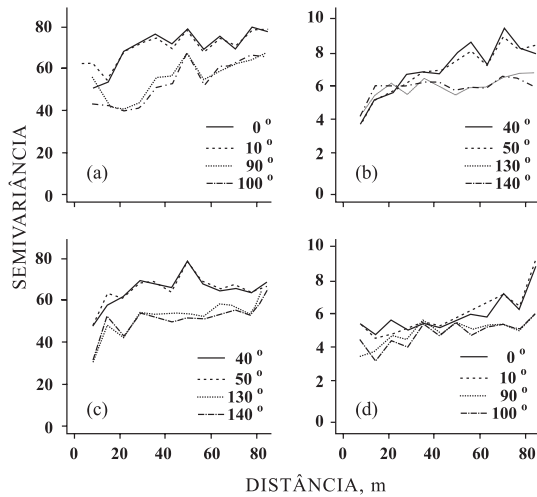 SEMIVARIÂNCIA
80
60
40
20
0
(a)
0 º
10 º
90 º
100 º
10
8
6
4
2
0
(b)
40 º
50 º
130 º
140 º
80
60
40
20
0
0 20 40 60 80
(c)
40 º
50 º
130 º
140 º
10
8
6
4
2
0
0 20 40 60 80
(d)
0 º
10 º
90 º
100 º
DISTÂNCIA, m